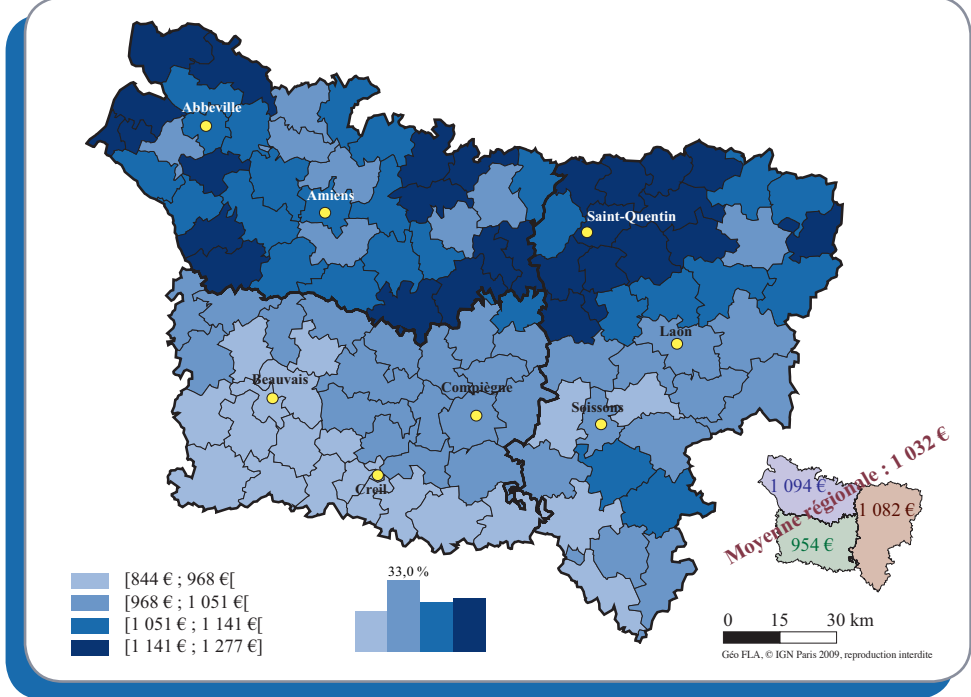 Abbeville
Amiens
Saint-Quentin
Laon
Beauvais
Compiègne
Soissons
Creil
Moyenne régionale : 1 032 €
1 094 €
1 082 €
954 €
[844 € ; 968 €[
[968 € ; 1 051 €[
[1 051 € ; 1 141 €[
[1 141 € ; 1 277 €]
33,0 %
0 15 30 km
Géo FLA, © IGN Paris 2009, reproduction interdite